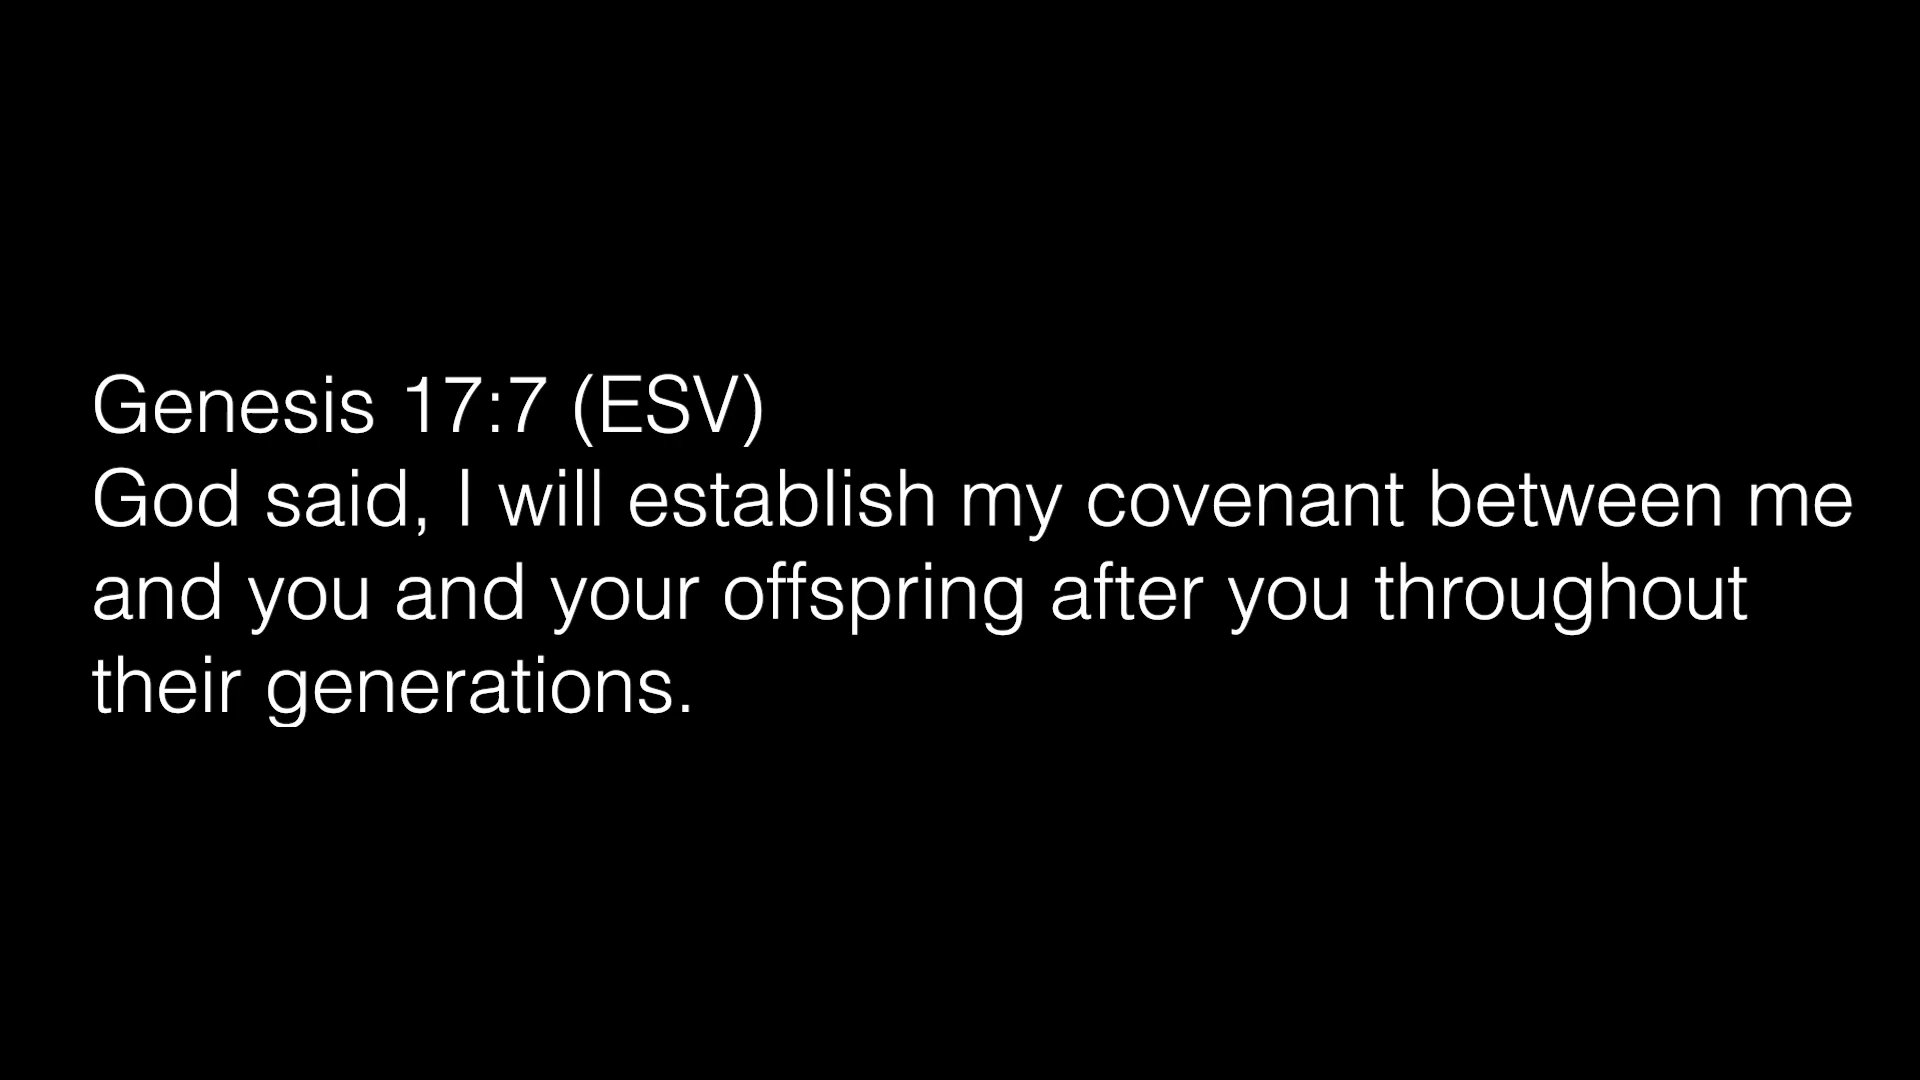 Genesis 17:7 (ESV)
God said, I will establish my covenant between me
and you and your offspring after you throughout
their generations.